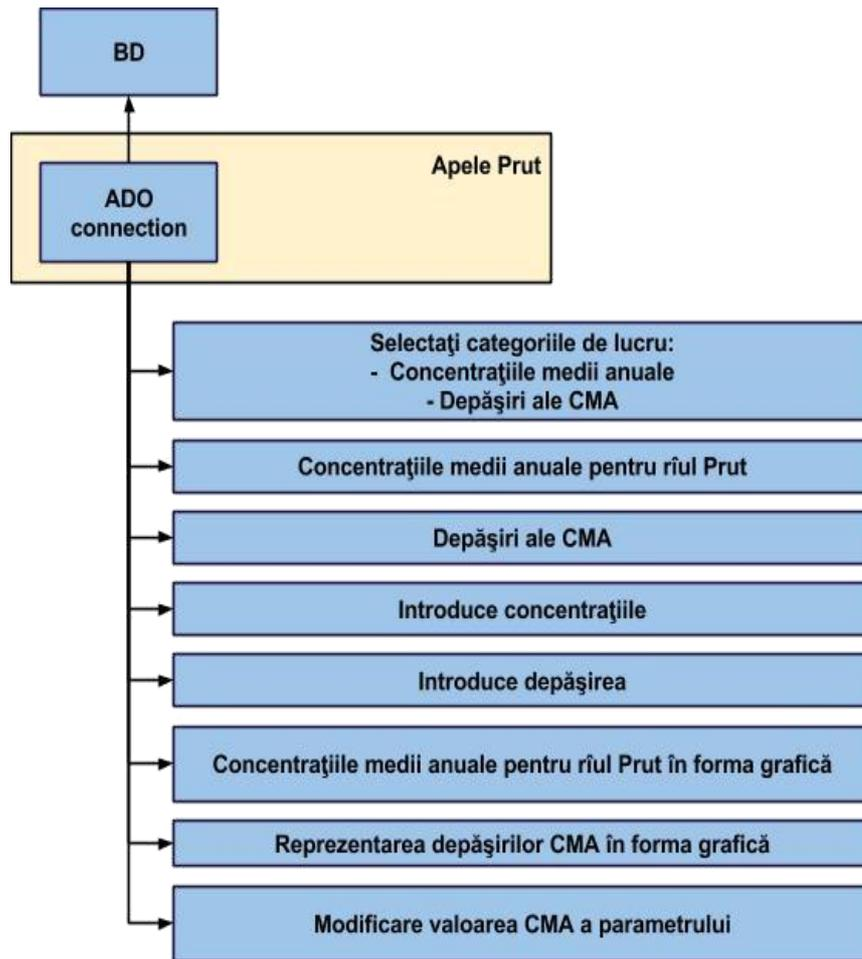 BD
Apele Prut
ADO
connection
Selectaţi categoriile de lucru:
- Concentraţiile medii anuale
- Depăşiri ale CMA
Concentraţiile medii anuale pentru rîul Prut
Depăşiri ale CMA
Introduce concentraţiile
Introduce depăşirea
Concentraţiile medii anuale pentru rîul Prut în forma grafică
Reprezentarea depăşirilor CMA în forma grafică
Modificare valoarea CMA a parametrului